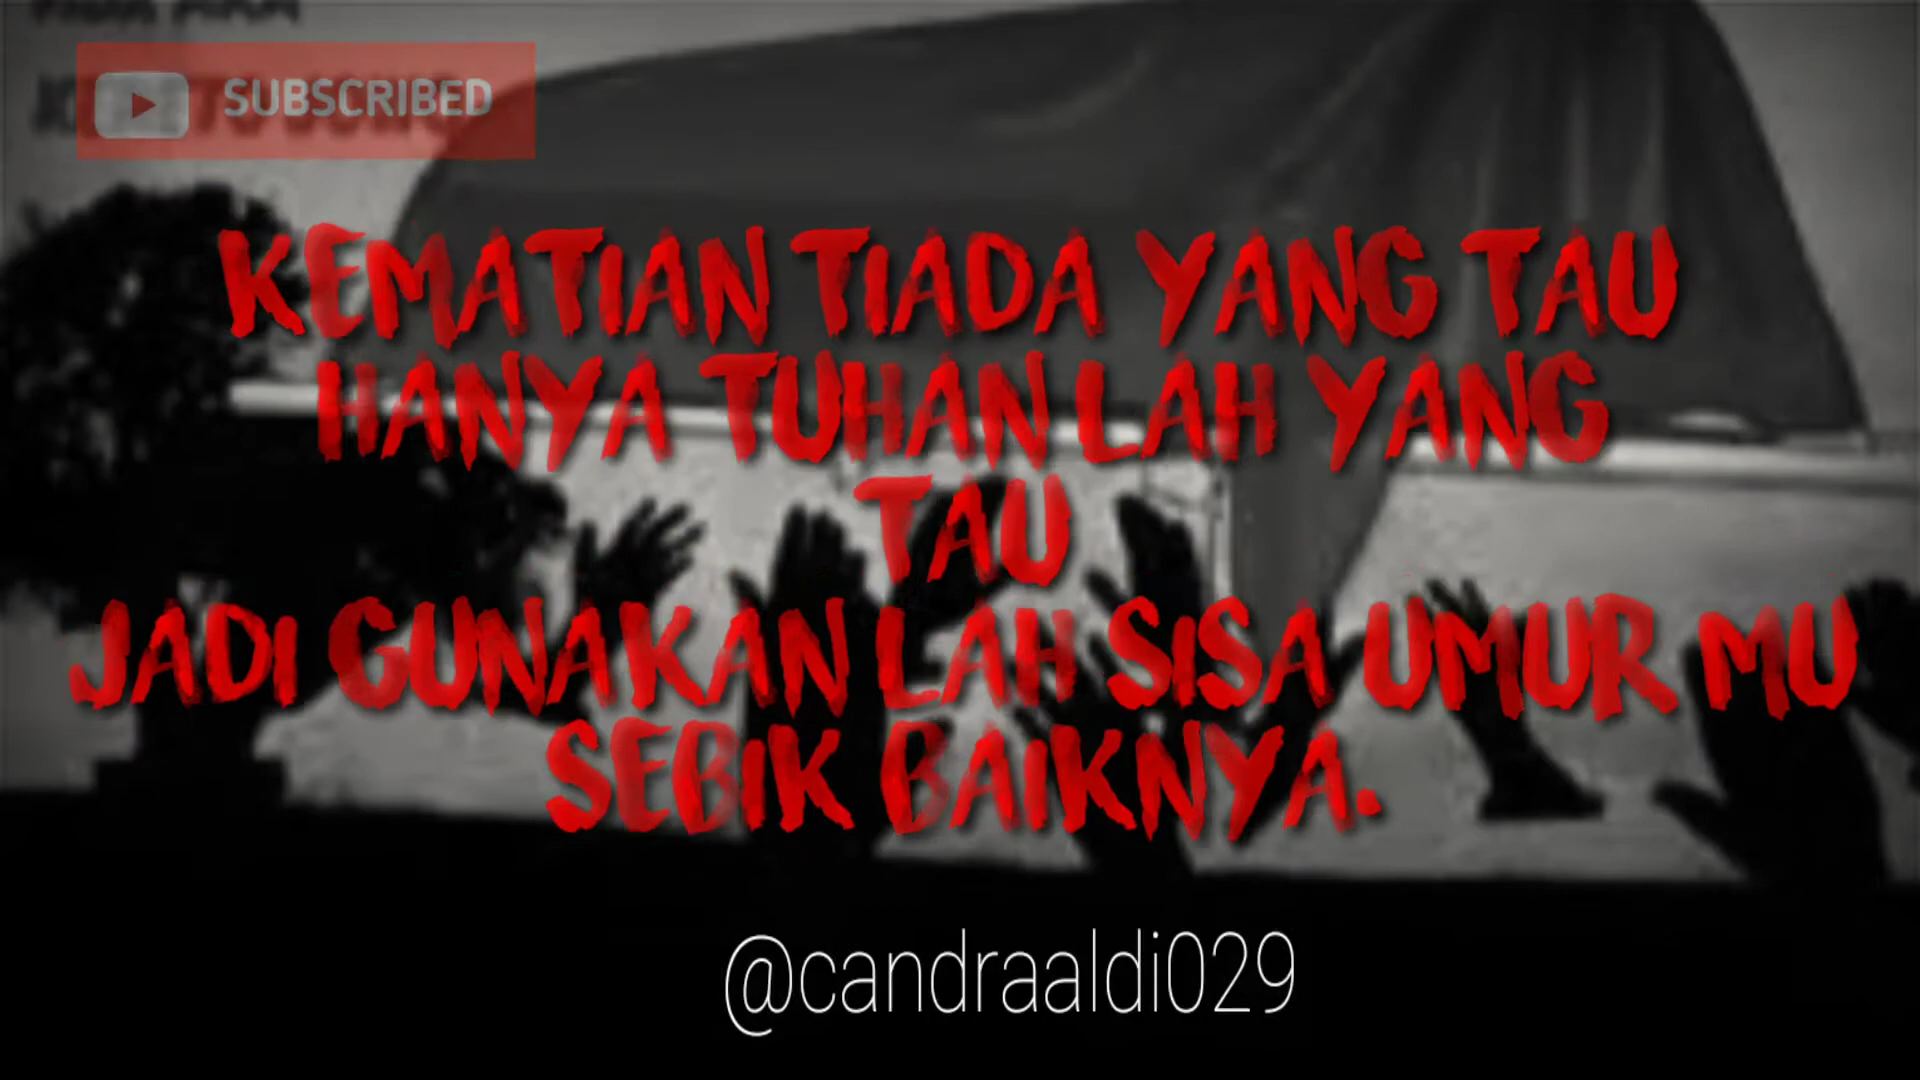 SUBSCRIBED
KEMATIAN TIADA YANG TAU
HANYA TUHAN LAH YANG
TAU
JADI GUNAKAN LAH SISA UMUR MU
SEBIK BAIKNYA.
@candraaldi029